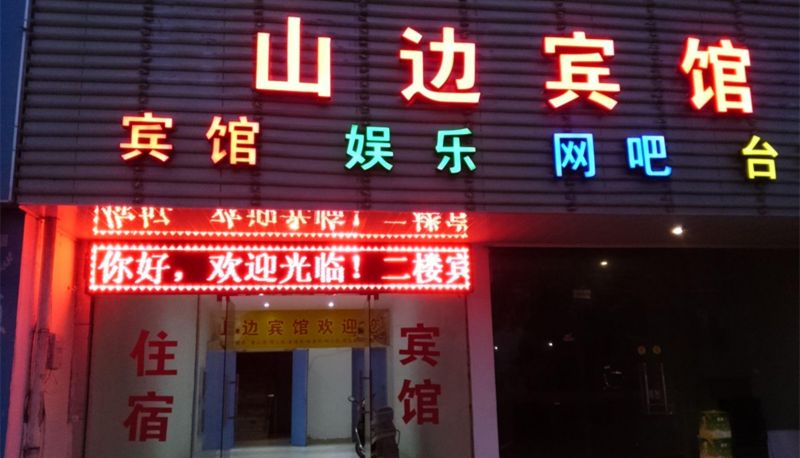 山边宾馆
宾馆 娱乐 网吧 台
你好，欢迎光临！二楼宾
边宾馆欢迎您
住宿
宾馆